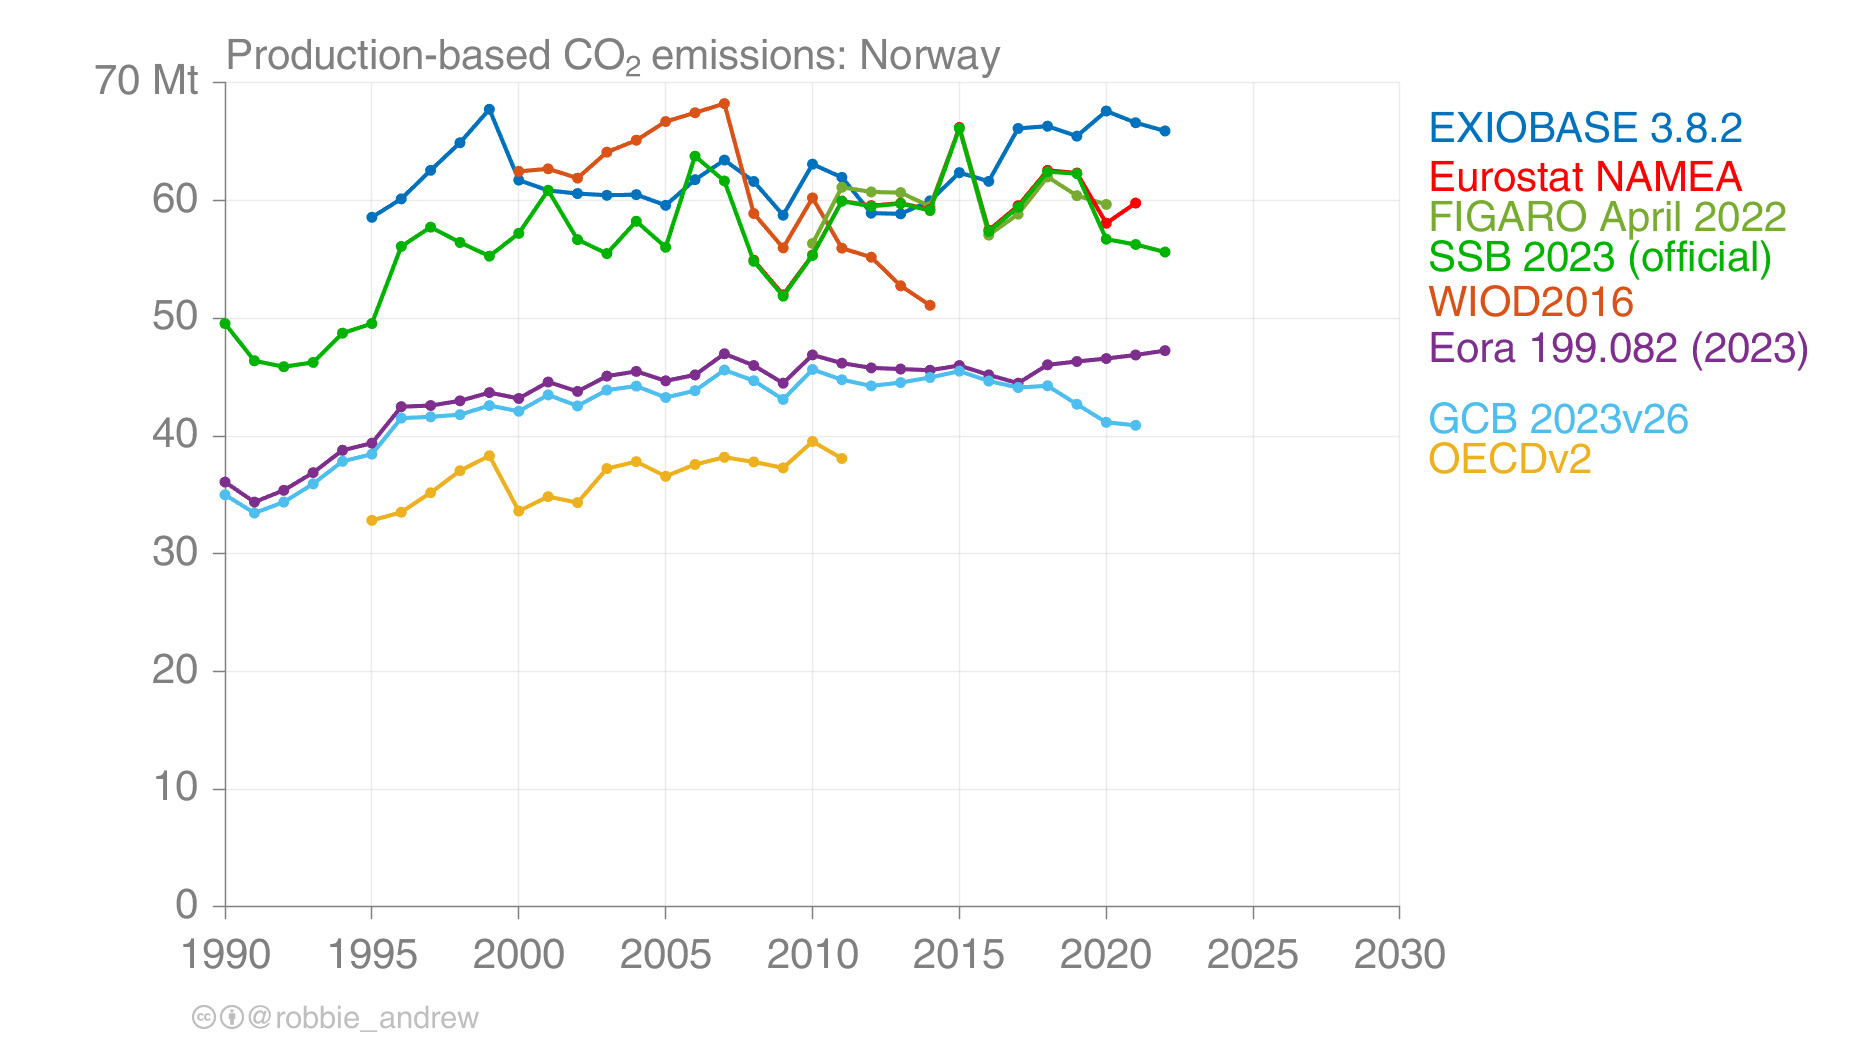 Production-based CO₂ emissions: Norway
70 Mt
60
50
40
30
20
10
0
1990 1995 2000 2005 2010 2015 2020 2025 2030
EXIOBASE 3.8.2
Eurostat NAMEA
FIGARO April 2022
SSB 2023 (official)
WIOD2016
Eora 199.082 (2023)
GCB 2023v26
OECDv2
cc @robbie_andrew